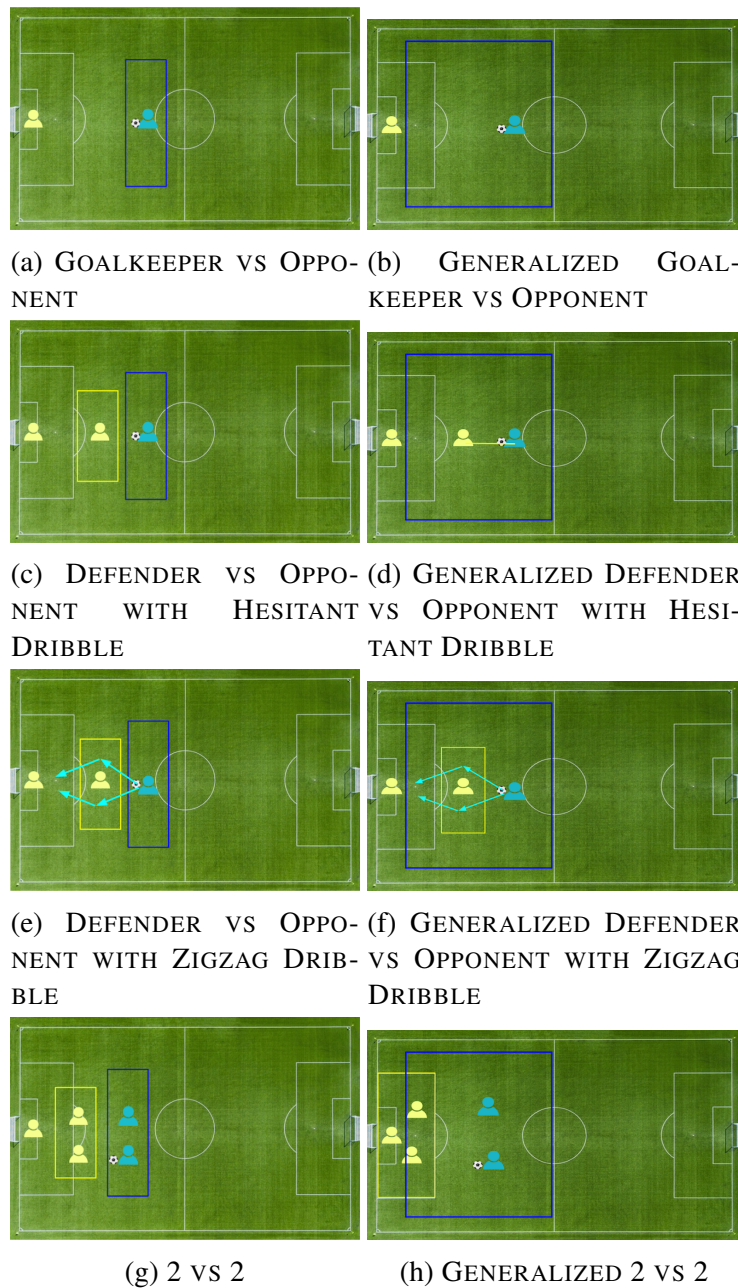 (a) GOALKEEPER VS OPPO-
NENT
(b) GENERALIZED GOAL-
KEEPER VS OPPONENT
(c) DEFENDER VS OPPO-
NENT WITH HESITANT
DRIBBLE
(d) GENERALIZED DEFENDER
VS OPPONENT WITH HESI-
TANT DRIBBLE
(e) DEFENDER VS OPPO-
NENT WITH ZIGZAG DRIB-
BLE
(f) GENERALIZED DEFENDER
VS OPPONENT WITH ZIGZAG
DRIBBLE
(g) 2 VS 2
(h) GENERALIZED 2 VS 2